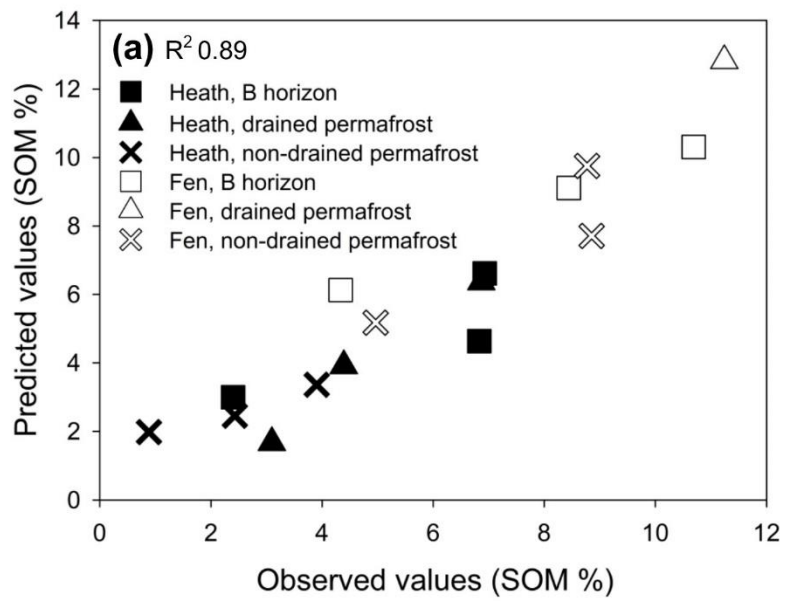 (a) R² 0.89
Heath, B horizon
Heath, drained permafrost
Heath, non-drained permafrost
Fen, B horizon
Fen, drained permafrost
Fen, non-drained permafrost
Predicted values (SOM %)
14
12
10
8
6
4
2
0
0 2 4 6 8 10 12
Observed values (SOM %)